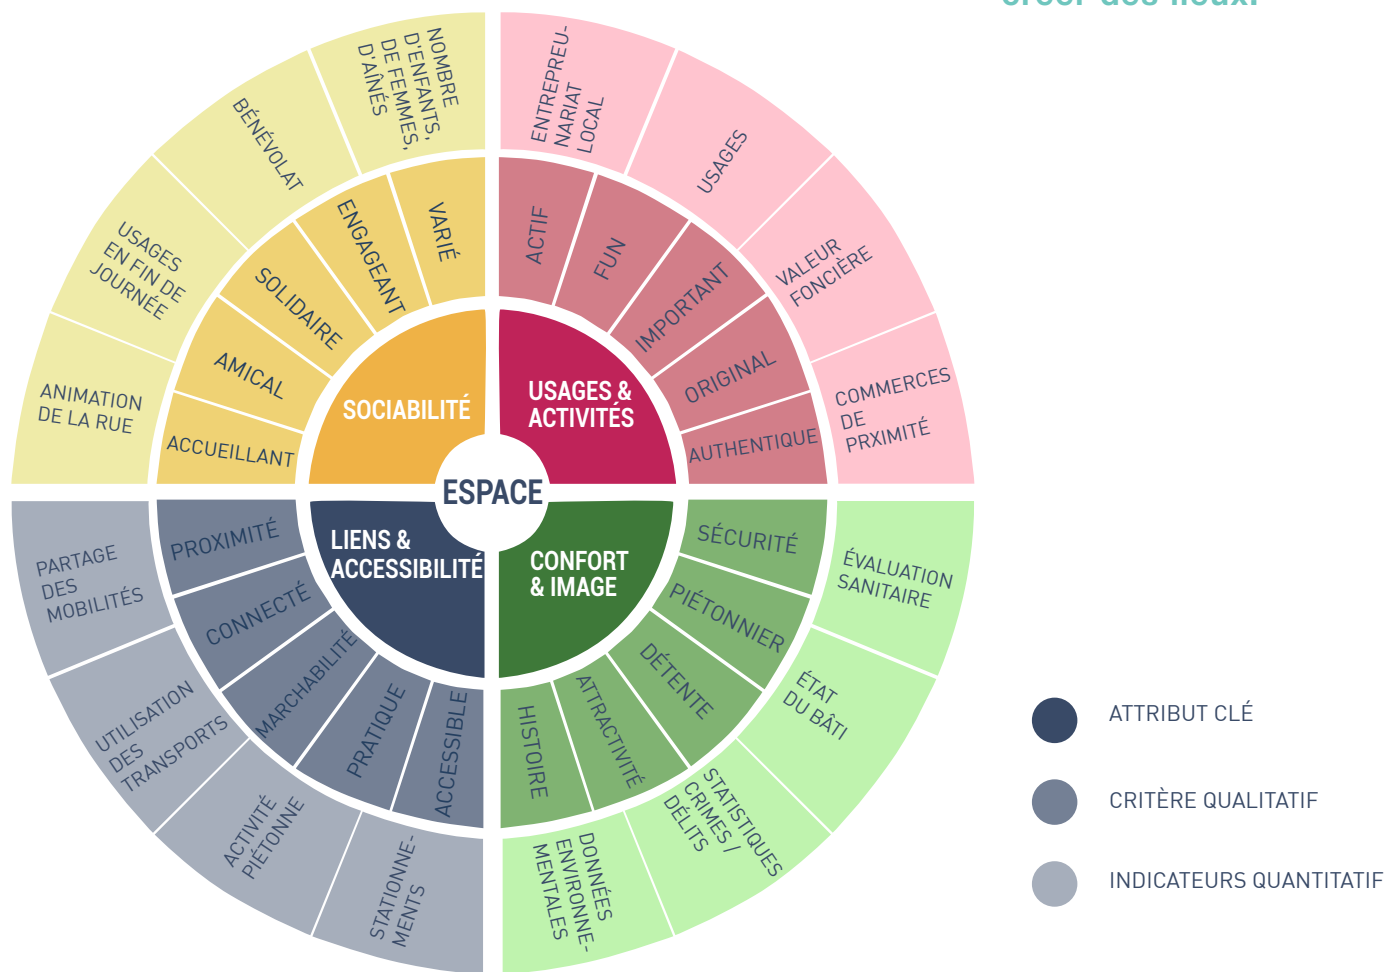 créer des lieux.
NOMBRE
D'ENFANTS,
DE FEMMES,
D'AÎNÉS
BÉNÉVOLAT
USAGES
EN FIN DE
JOURNÉE
ANIMATION
DE LA RUE
ENTREPREU-
NARIAT
LOCAL
USAGES
VALEUR
FONCIÈRE
COMMERCES
DE
PRXIMITÉ
VARIÉ
ENGAGEANT
SOLIDAIRE
AMICAL
ACCUEILLANT
ACTIF
FUN
IMPORTANT
ORIGINAL
AUTHENTIQUE
SOCIABILITÉ
USAGES &
ACTIVITÉS
ESPACE
LIENS &
ACCESSIBILITÉ
CONFORT
& IMAGE
PROXIMITÉ
CONNECTÉ
MARCHABILITÉ
PRATIQUE
ACCESSIBLE
SÉCURITÉ
PIÉTONNIER
DÉTENTE
ATTRACTIVITÉ
HISTOIRE
PARTAGE
DES
MOBILITÉS
UTILISATION
DES
TRANSPORTS
ACTIVITÉ
PIÉTONNE
STATIONNE-
MENTS
ÉVALUATION
SANITAIRE
ÉTAT
DU BÂTI
STATISTIQUES
CRIMES /
DÉLITS
DONNÉES
ENVIRONNE-
MENTALES
ATTRIBUT CLÉ
CRITÈRE QUALITATIF
INDICATEURS QUANTITATIF